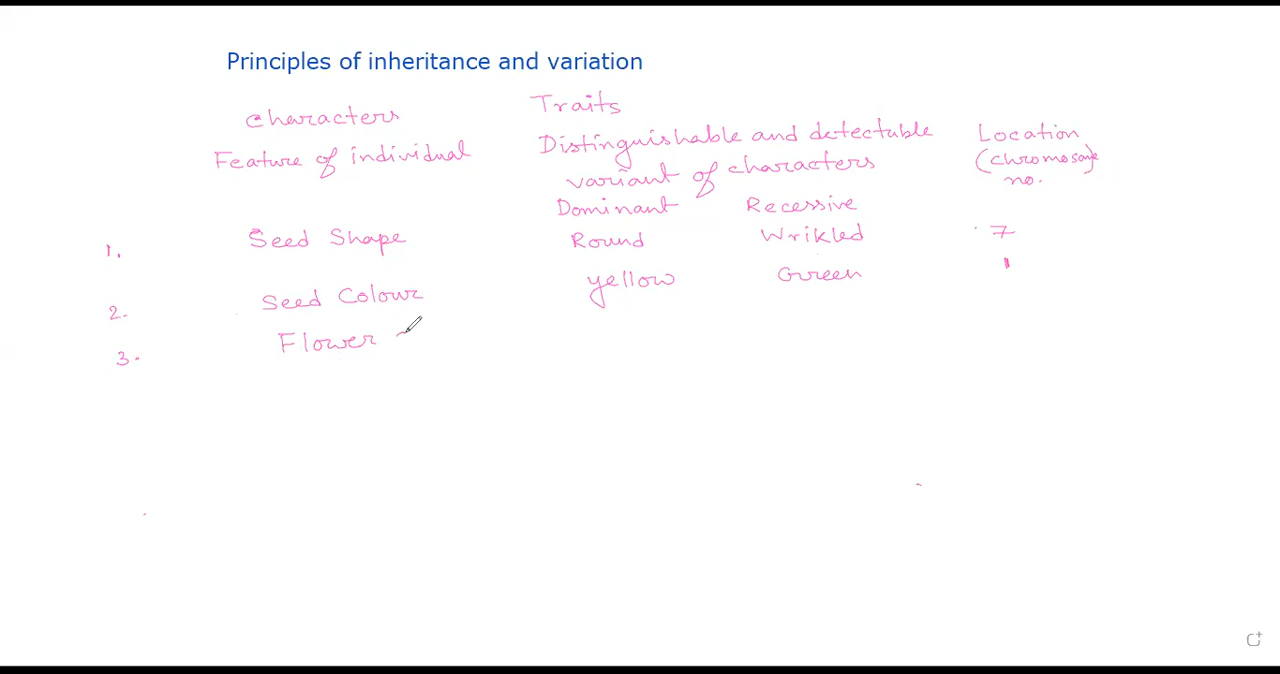 Principles of inheritance and variation
characters Traits
Feature of individual Distinguishable and detectable Location
variant of characters (chromosome
no.
Dominant Recessive
1. Seed Shape Round Wrikled 7
2. Seed Colour yellow Green 1
3. Flower